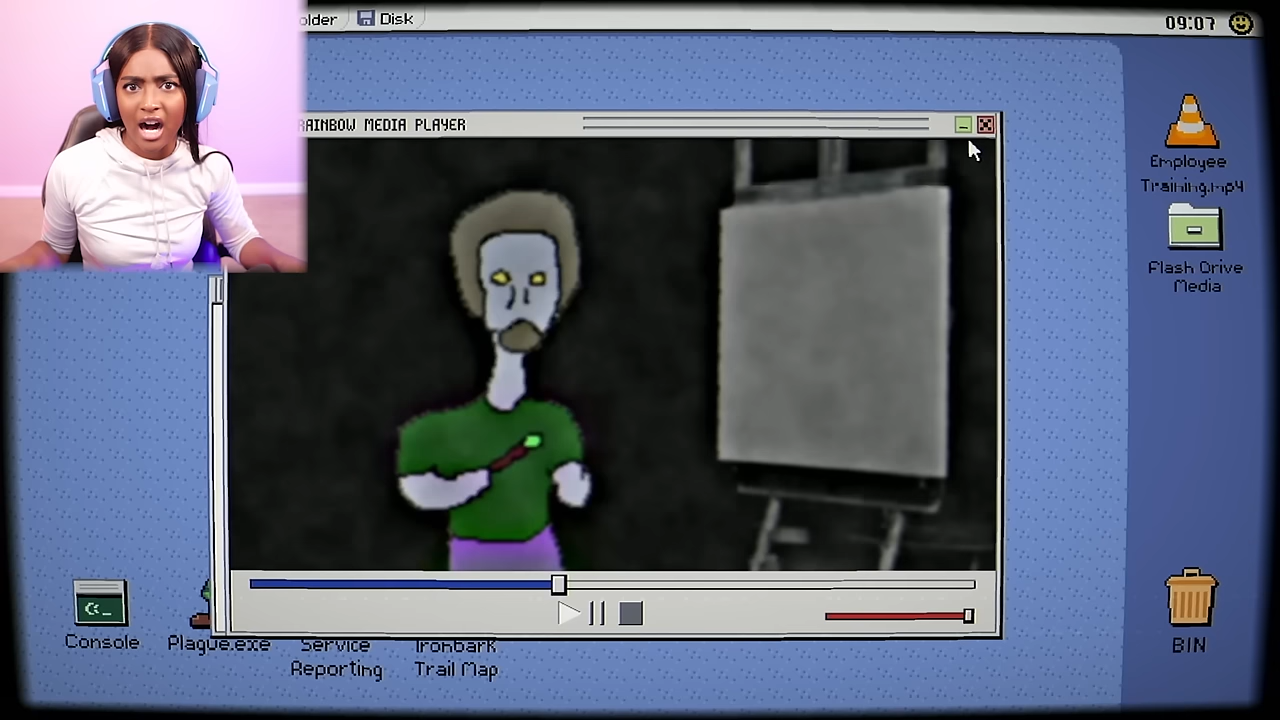 older
Disk
09:07
RAINBOW MEDIA PLAYER
Employee
Training.mp4
Flash Drive
Media
Console
Plague.exe
Service
Reporting
Ironbark
Trail Map
BIN